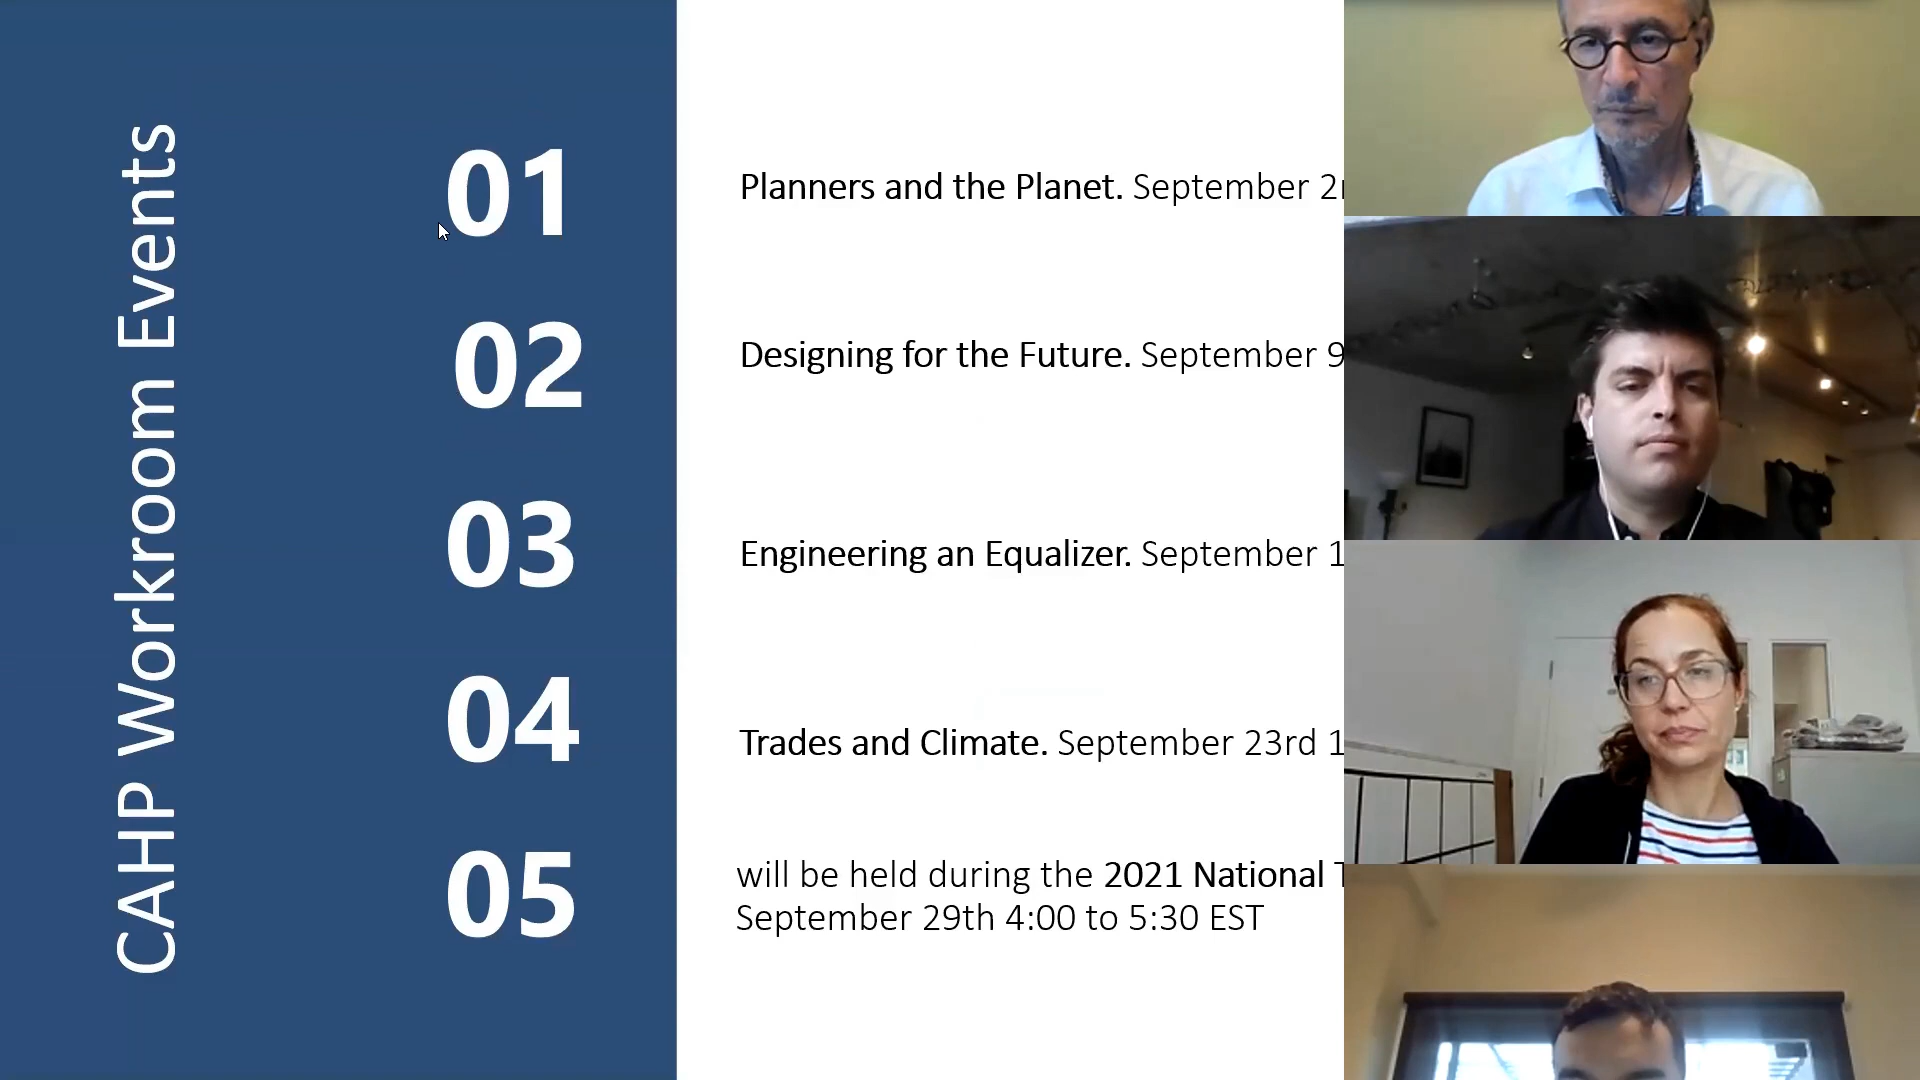 CAHP Workroom Events
01
Planners and the Planet. September
02
Designing for the Future. September 9
03
Engineering an Equalizer. September 1
04
Trades and Climate. September 23rd 1
05
will be held during the 2021 National
September 29th 4:00 to 5:30 EST